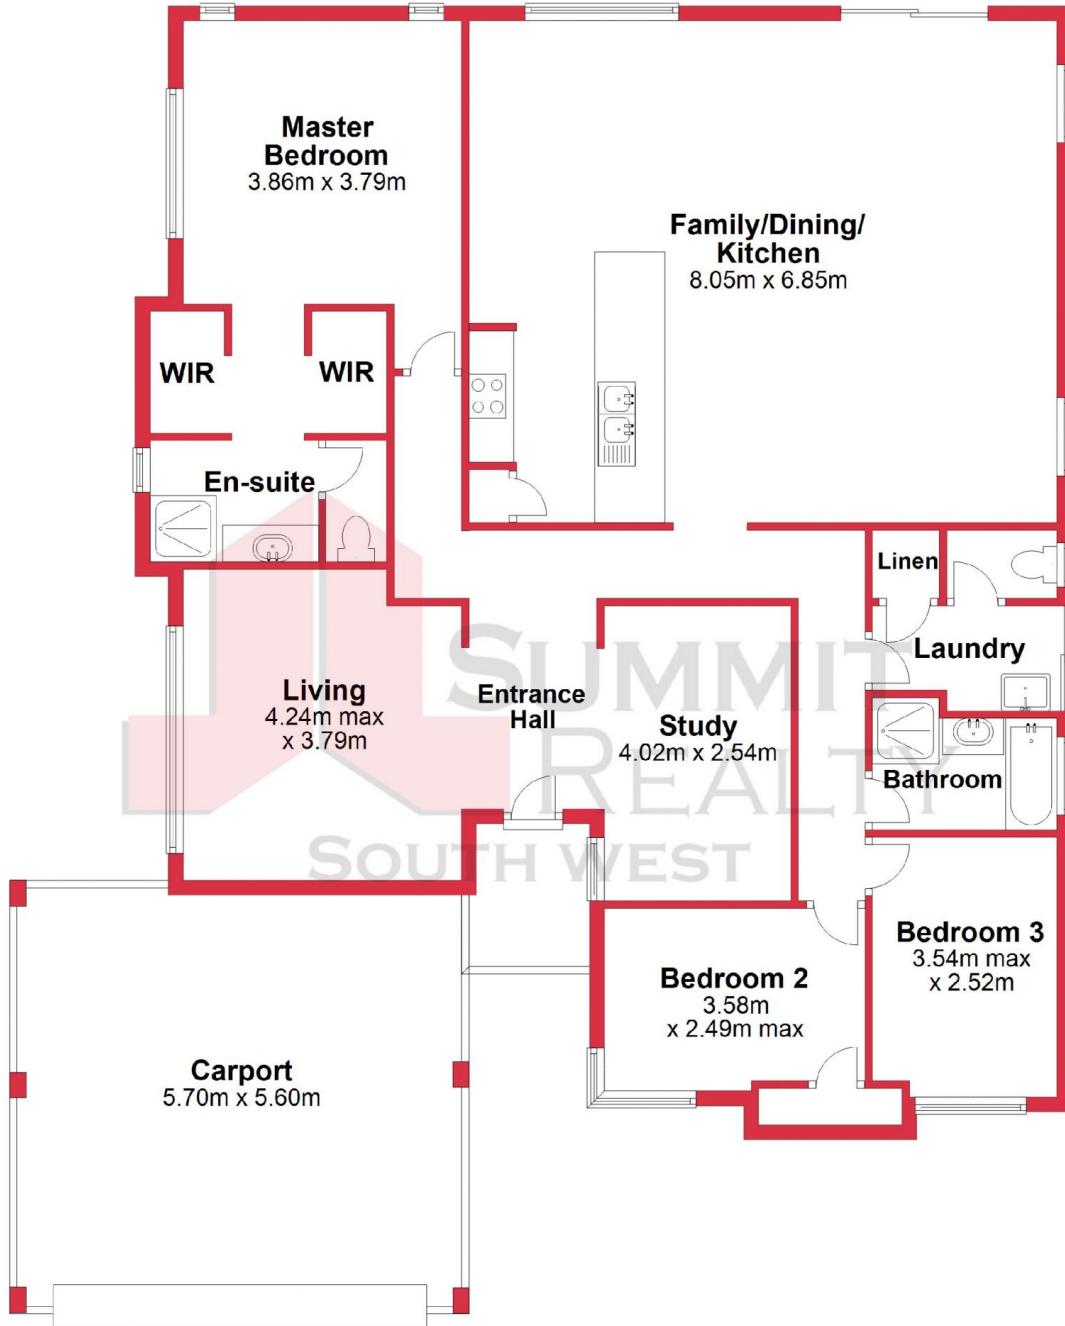 Master
Bedroom
3.86m x 3.79m
Family/Dining/
Kitchen
8.05m x 6.85m
WIR
WIR
En-suite
Linen
Laundry
Living
4.24m max
x 3.79m
Entrance
Hall
Study
4.02m x 2.54m
Bathroom
SUMMIT
REALTY
SOUTH WEST
Bedroom 3
3.54m max
x 2.52m
Bedroom 2
3.58m
x 2.49m max
Carport
5.70m x 5.60m